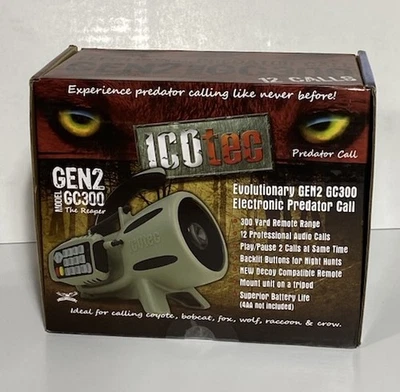 12 CALLS
Experience predator calling like never before!
ICOtec
Predator Call
GEN2
MODEL GC300
The Reaper
Evolutionary GEN2 GC300
Electronic Predator Call
300 Yard Remote Range
12 Professional Audio Calls
Play/Pause 2 Calls at Same Time
Backlit Buttons for Night Hunts
NEW Decoy Compatible Remote
Mount unit on a tripod
Superior Battery Life
(4AA not included)
ICOtec
Ideal for calling coyote, bobcat, fox, wolf, raccoon & crow.